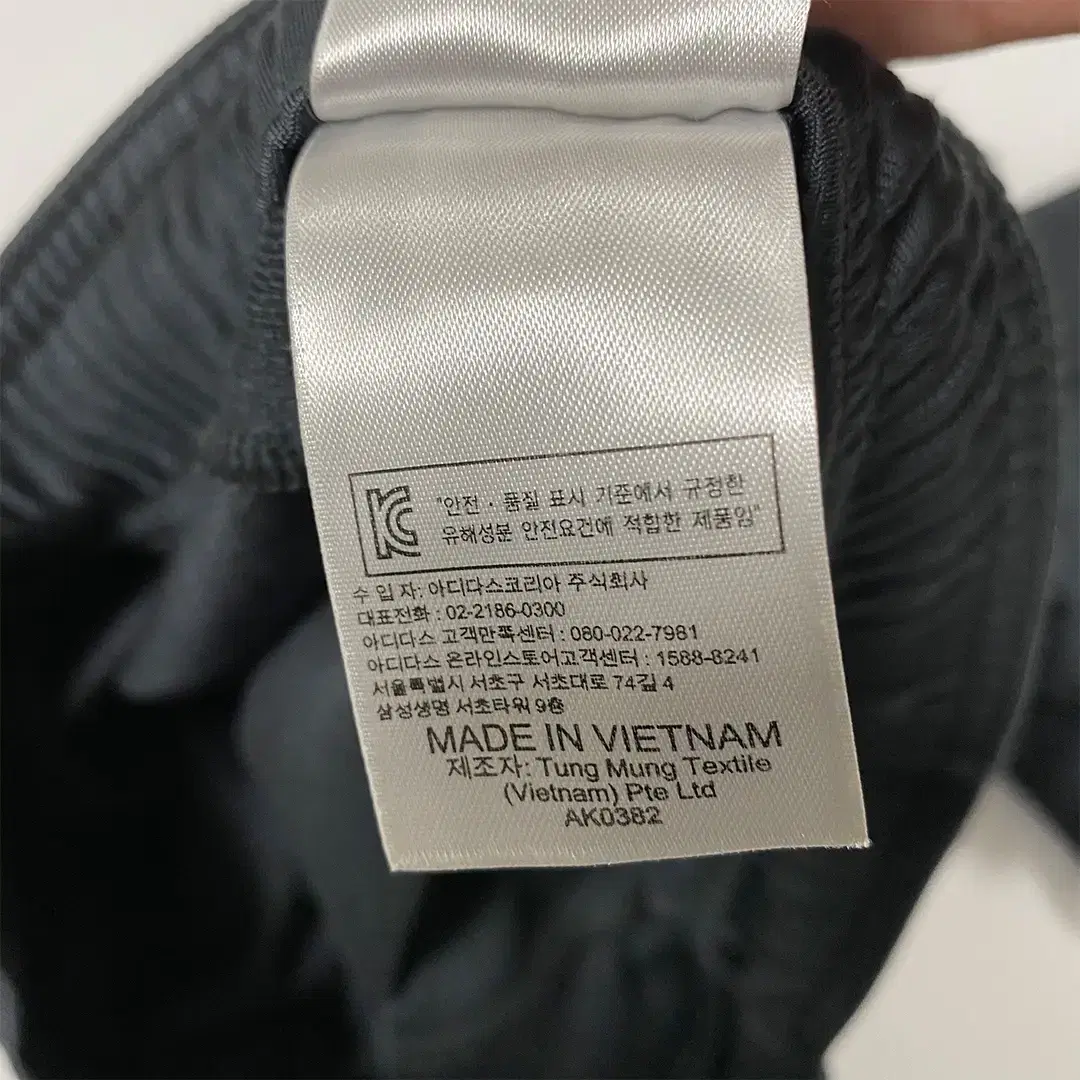 KC "안전 · 품질 표시 기준에서 규정한
유해성분 안전요건에 적합한 제품임"
수 입 자: 아디다스코리아 주식회사
대표전화 : 02-2186-0300
아디다스 고객만족센터 : 080-022-7981
아디다스 온라인스토어고객센터 : 1588-8241
서울특별시 서초구 서초대로 74길 4
삼성생명 서초타워 9층
MADE IN VIETNAM
제조자: Tung Mung Textile
(Vietnam) Pte Ltd
AK0382